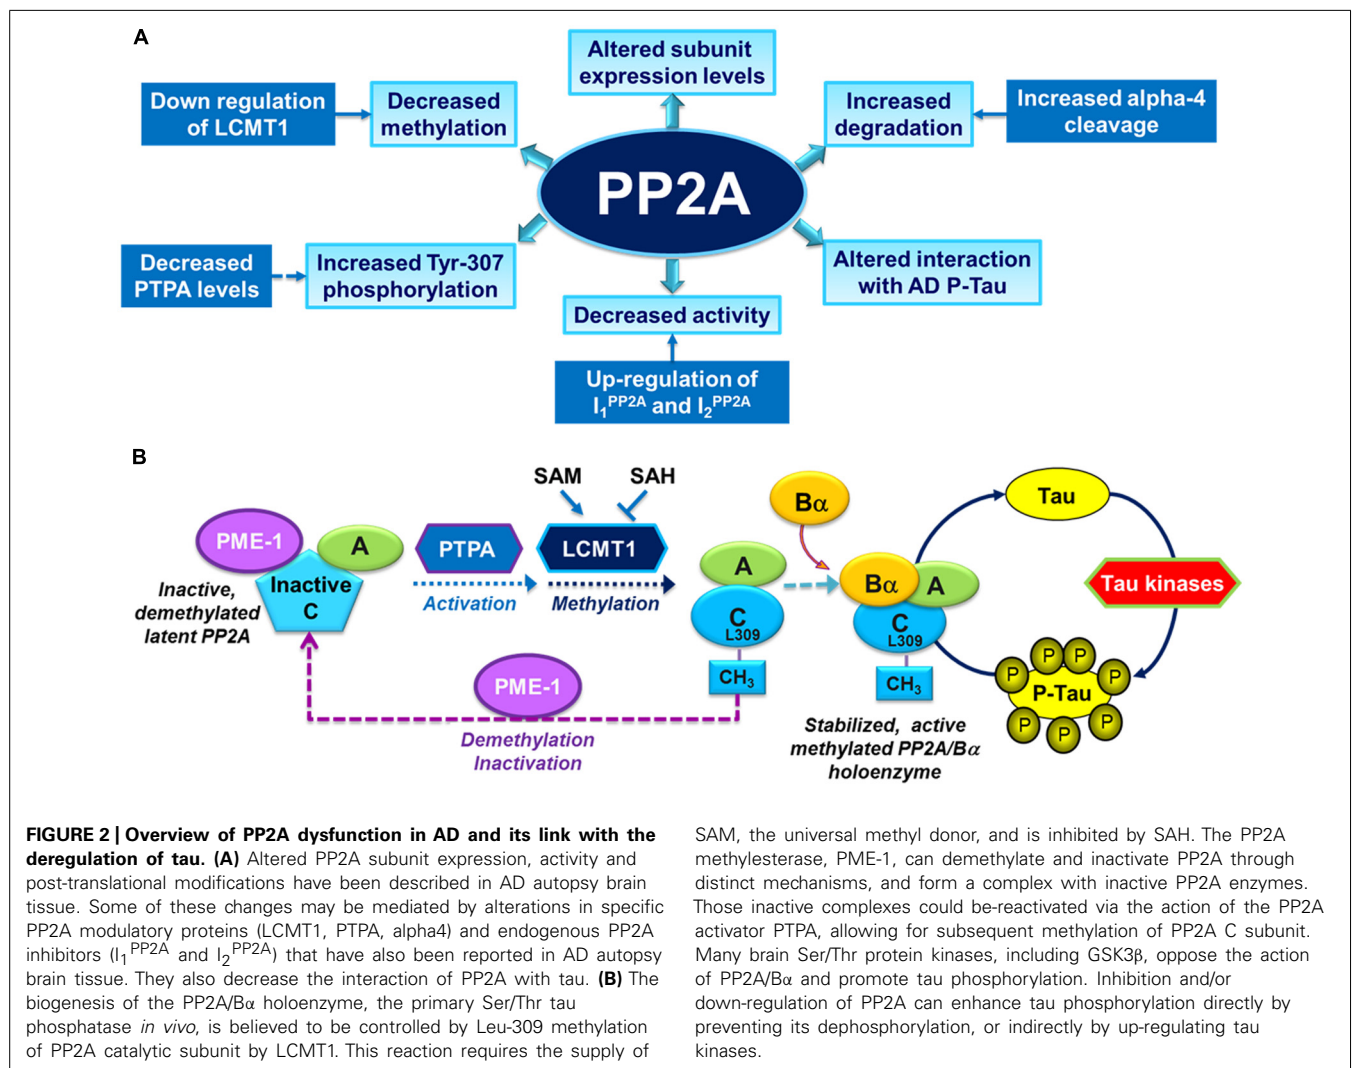 A
Altered subunit
expression levels
Down regulation
of LCMT1
Decreased
methylation
Increased
degradation
Increased alpha-4
cleavage
PP2A
Decreased
PTPA levels
Increased Tyr-307
phosphorylation
Altered interaction
with AD P-Tau
Decreased activity
Up-regulation of
I₁ᴾᴾ²ᴬ and I₂ᴾᴾ²ᴬ
B
SAM
SAH
PME-1
A
Inactive
C
Inactive,
demethylated
latent PP2A
PTPA
Activation
LCMT1
Methylation
A
C
L309
CH₃
Bα
Bα
A
C
L309
CH₃
Stabilized, active
methylated PP2A/Bα
holoenzyme
Tau
Tau kinases
P
P
P
P
P-Tau
P
P
P
PME-1
Demethylation
Inactivation
FIGURE 2 | Overview of PP2A dysfunction in AD and its link with the
deregulation of tau. (A) Altered PP2A subunit expression, activity and
post-translational modifications have been described in AD autopsy brain
tissue. Some of these changes may be mediated by alterations in specific
PP2A modulatory proteins (LCMT1, PTPA, alpha4) and endogenous PP2A
inhibitors (I₁ᴾᴾ²ᴬ and I₂ᴾᴾ²ᴬ) that have also been reported in AD autopsy
brain tissue. They also decrease the interaction of PP2A with tau. (B) The
biogenesis of the PP2A/Bα holoenzyme, the primary Ser/Thr tau
phosphatase in vivo, is believed to be controlled by Leu-309 methylation
of PP2A catalytic subunit by LCMT1. This reaction requires the supply of
SAM, the universal methyl donor, and is inhibited by SAH. The PP2A
methylesterase, PME-1, can demethylate and inactivate PP2A through
distinct mechanisms, and form a complex with inactive PP2A enzymes.
Those inactive complexes could be-reactivated via the action of the PP2A
activator PTPA, allowing for subsequent methylation of PP2A C subunit.
Many brain Ser/Thr protein kinases, including GSK3β, oppose the action
of PP2A/Bα and promote tau phosphorylation. Inhibition and/or
down-regulation of PP2A can enhance tau phosphorylation directly by
preventing its dephosphorylation, or indirectly by up-regulating tau
kinases.